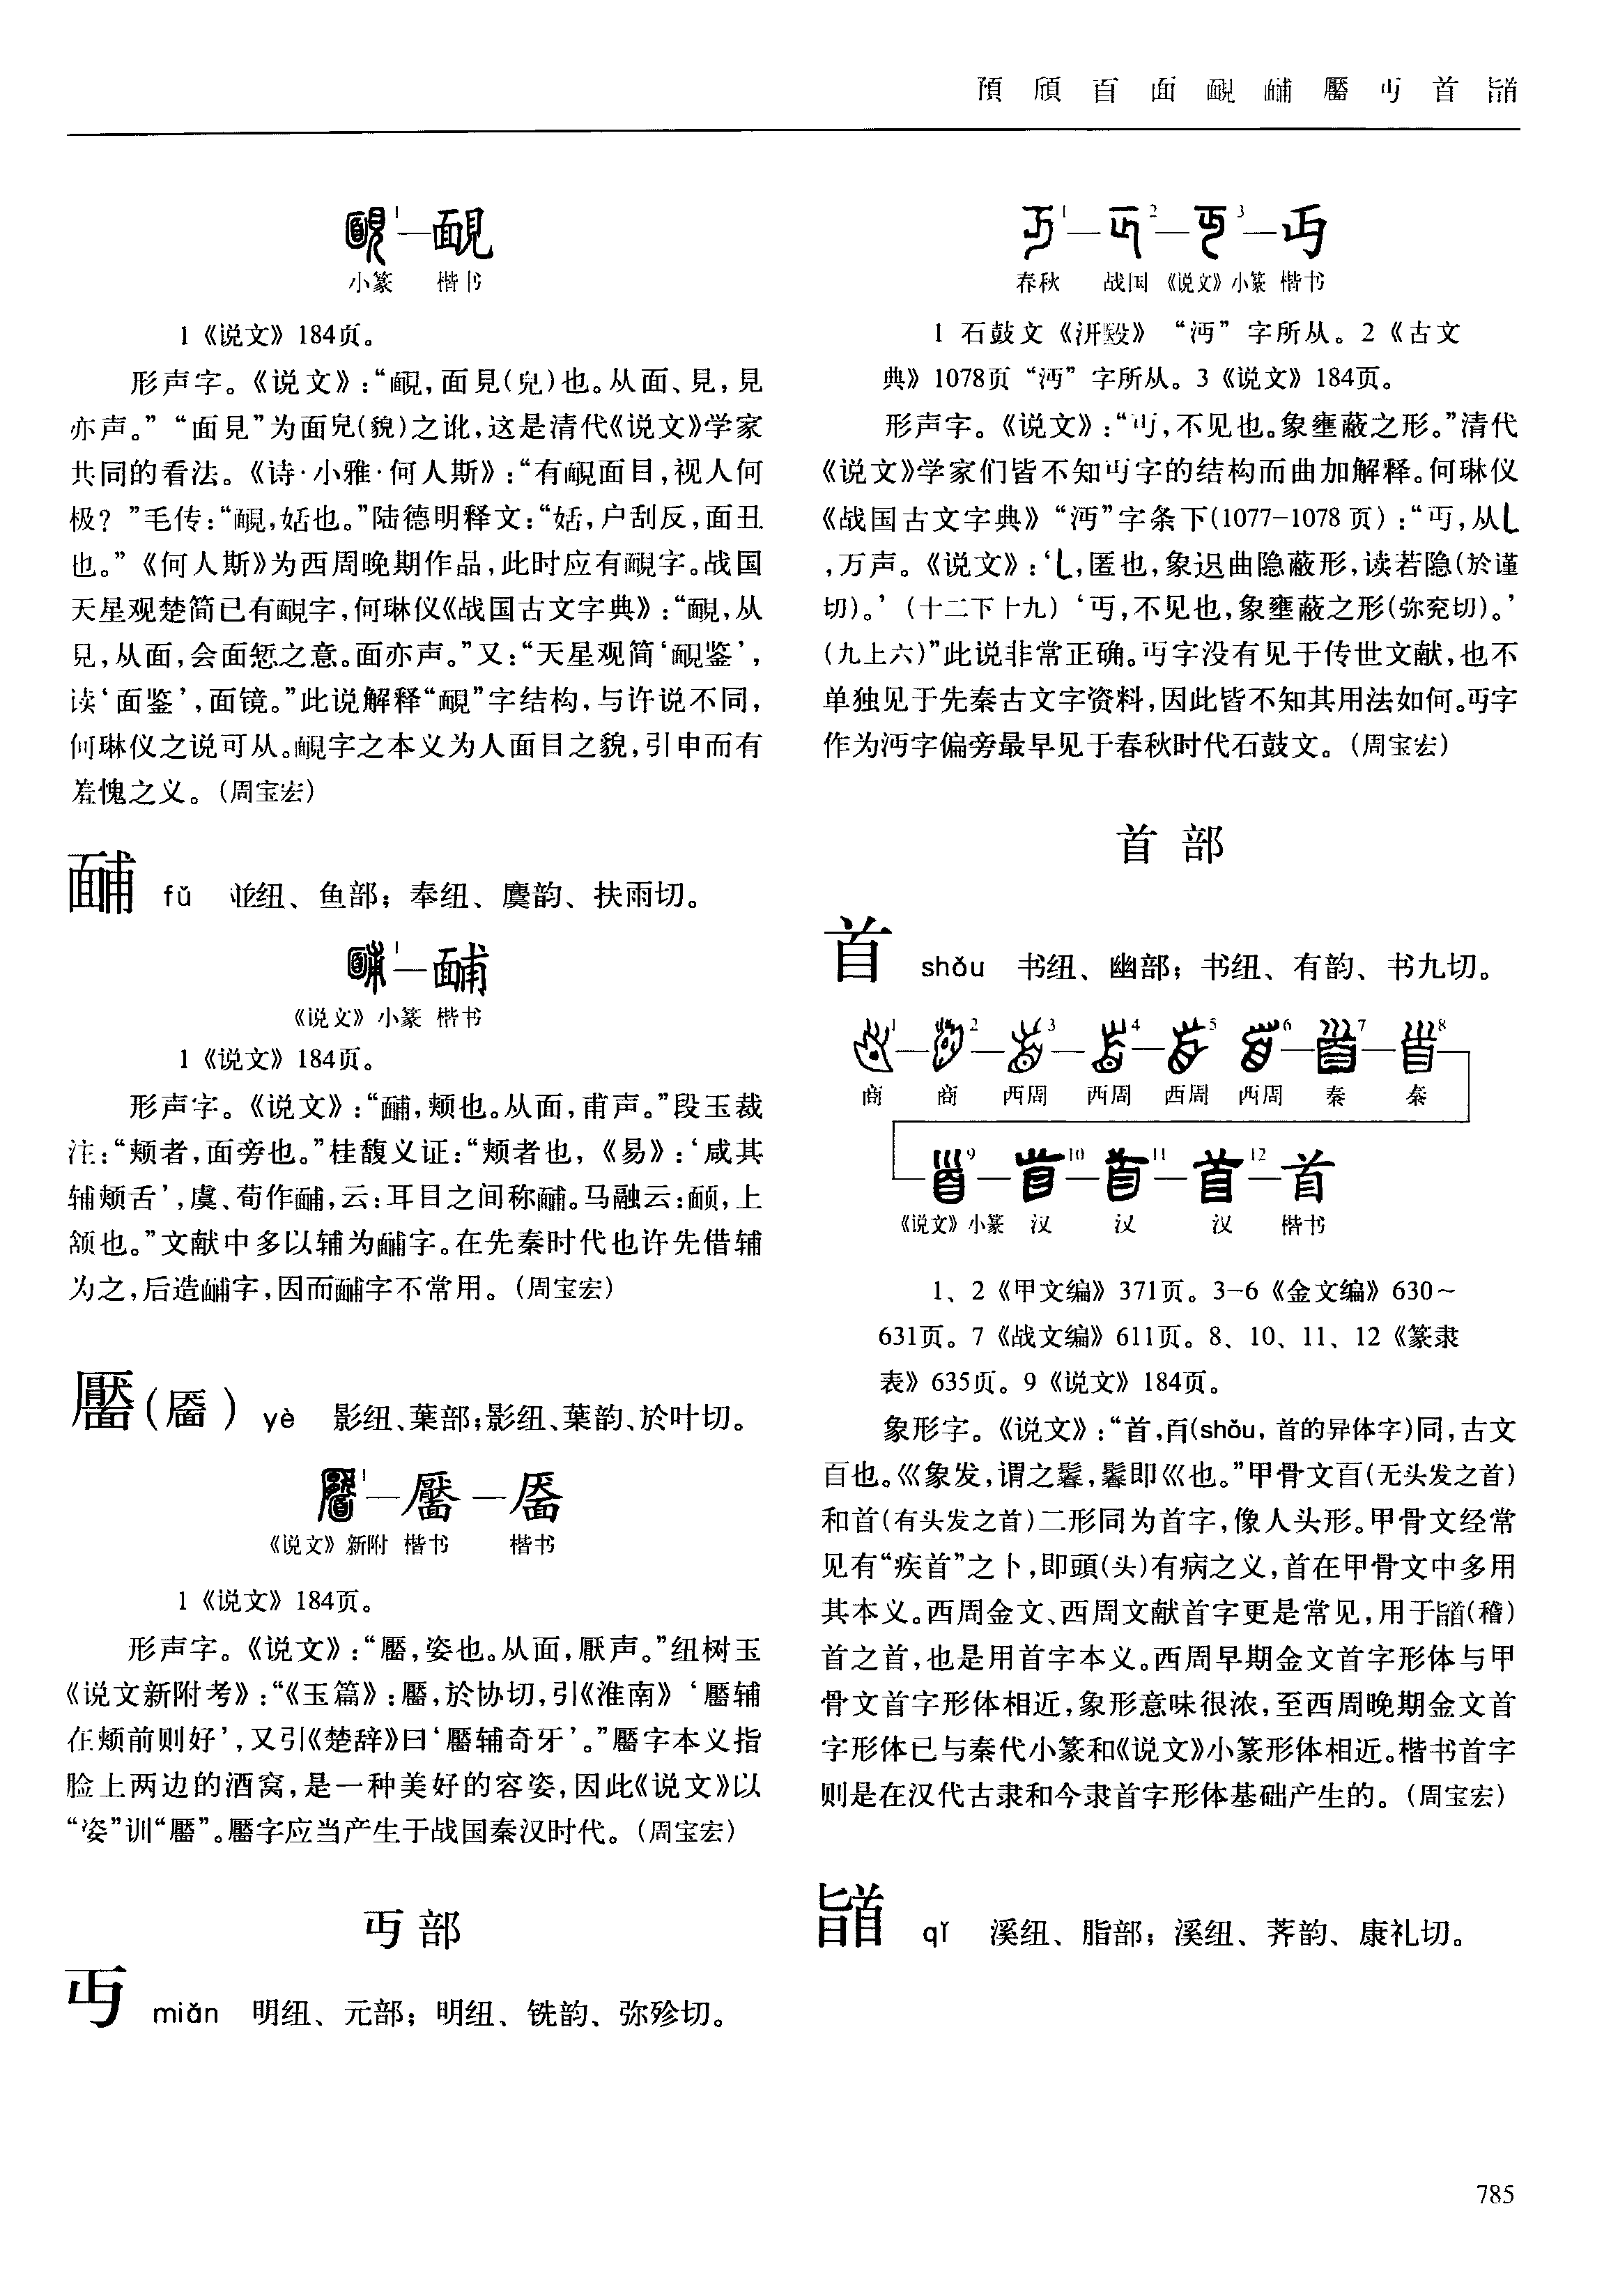 頇 頎 𦣻 面 靦 䩉 靨 丏 首 䭫
1
小篆 楷书
1《说文》184页。
形声字。《说文》：“靦，面見（皃）也。从面、見，見
亦声。”“面見”为面皃（貌）之讹，这是清代《说文》学家
共同的看法。《诗·小雅·何人斯》：“有靦面目，视人何
极？”毛传：“靦，姡也。”陆德明释文：“姡，户刮反，面丑
也。”《何人斯》为西周晚期作品，此时应有靦字。战国
天星观楚简已有靦字，何琳仪《战国古文字典》：“靦，从
見，从面，会面惩之意。面亦声。”又：“天星观简‘靦鉴’，
读‘面鉴’，面镜。”此说解释“靦”字结构，与许说不同，
何琳仪之说可从。靦字之本义为人面目之貌，引申而有
羞愧之义。（周宝宏）
䩉 fǔ 並纽、鱼部；奉纽、麌韵、扶雨切。
1
《说文》小篆 楷书
1《说文》184页。
形声字。《说文》：“䩉，颊也。从面，甫声。”段玉裁
注：“颊者，面旁也。”桂馥义证：“颊者也，《易》：‘咸其
辅颊舌’，虞、荀作䩉，云：耳目之间称䩉。马融云：䩉，上
颔也。”文献中多以辅为䩉字。在先秦时代也许先借辅
为之，后造䩉字，因而䩉字不常用。（周宝宏）
靨（靥） yè 影纽、葉部；影纽、葉韵、於叶切。
1
《说文》新附 楷书 楷书
1《说文》184页。
形声字。《说文》：“靨，姿也。从面，厭声。”纽树玉
《说文新附考》：“《玉篇》：靨，於协切，引《淮南》‘靨辅
在颊前则好’，又引《楚辞》曰‘靨辅奇牙’。”靨字本义指
脸上两边的酒窝，是一种美好的容姿，因此《说文》以
“姿”训“靨”。靨字应当产生于战国秦汉时代。（周宝宏）
丏部
丏 miǎn 明纽、元部；明纽、铣韵、弥殄切。
1 2 3 丏
春秋 战国 《说文》小篆 楷书
1 石鼓文《汧殹》“沔”字所从。2《古文
典》1078页“沔”字所从。3《说文》184页。
形声字。《说文》：“丏，不见也。象壅蔽之形。”清代
《说文》学家们皆不知丏字的结构而曲加解释。何琳仪
《战国古文字典》“沔”字条下（1077-1078页）：“丏，从乚
，万声。《说文》：‘乚，匿也，象迟曲隐蔽形，读若隐（於谨
切）。’（十二下十九）‘丏，不见也，象壅蔽之形（弥兖切）。’
（九上六）”此说非常正确。丏字没有见于传世文献，也不
单独见于先秦古文字资料，因此皆不知其用法如何。丏字
作为沔字偏旁最早见于春秋时代石鼓文。（周宝宏）
首部
首 shǒu 书纽、幽部；书纽、有韵、书九切。
1 2 3 4 5 6 7 8
商 商 西周 西周 西周 西周 秦 秦
9 10 11 12 首
《说文》小篆 汉 汉 汉 楷书
1、2《甲文编》371页。3-6《金文编》630～
631页。7《战文编》611页。8、10、11、12《篆隶
表》635页。9《说文》184页。
象形字。《说文》：“首，𦣻（shǒu，首的异体字）同，古文
𦣻也。巛象发，谓之鬊，鬊即巛也。”甲骨文𦣻（无头发之首）
和首（有头发之首）二形同为首字，像人头形。甲骨文经常
见有“疾首”之卜，即頭（头）有病之义，首在甲骨文中多用
其本义。西周金文、西周文献首字更是常见，用于䭫（稽）
首之首，也是用首字本义。西周早期金文首字形体与甲
骨文首字形体相近，象形意味很浓，至西周晚期金文首
字形体已与秦代小篆和《说文》小篆形体相近。楷书首字
则是在汉代古隶和今隶首字形体基础产生的。（周宝宏）
䭫 qǐ 溪纽、脂部；溪纽、荠韵、康礼切。
785